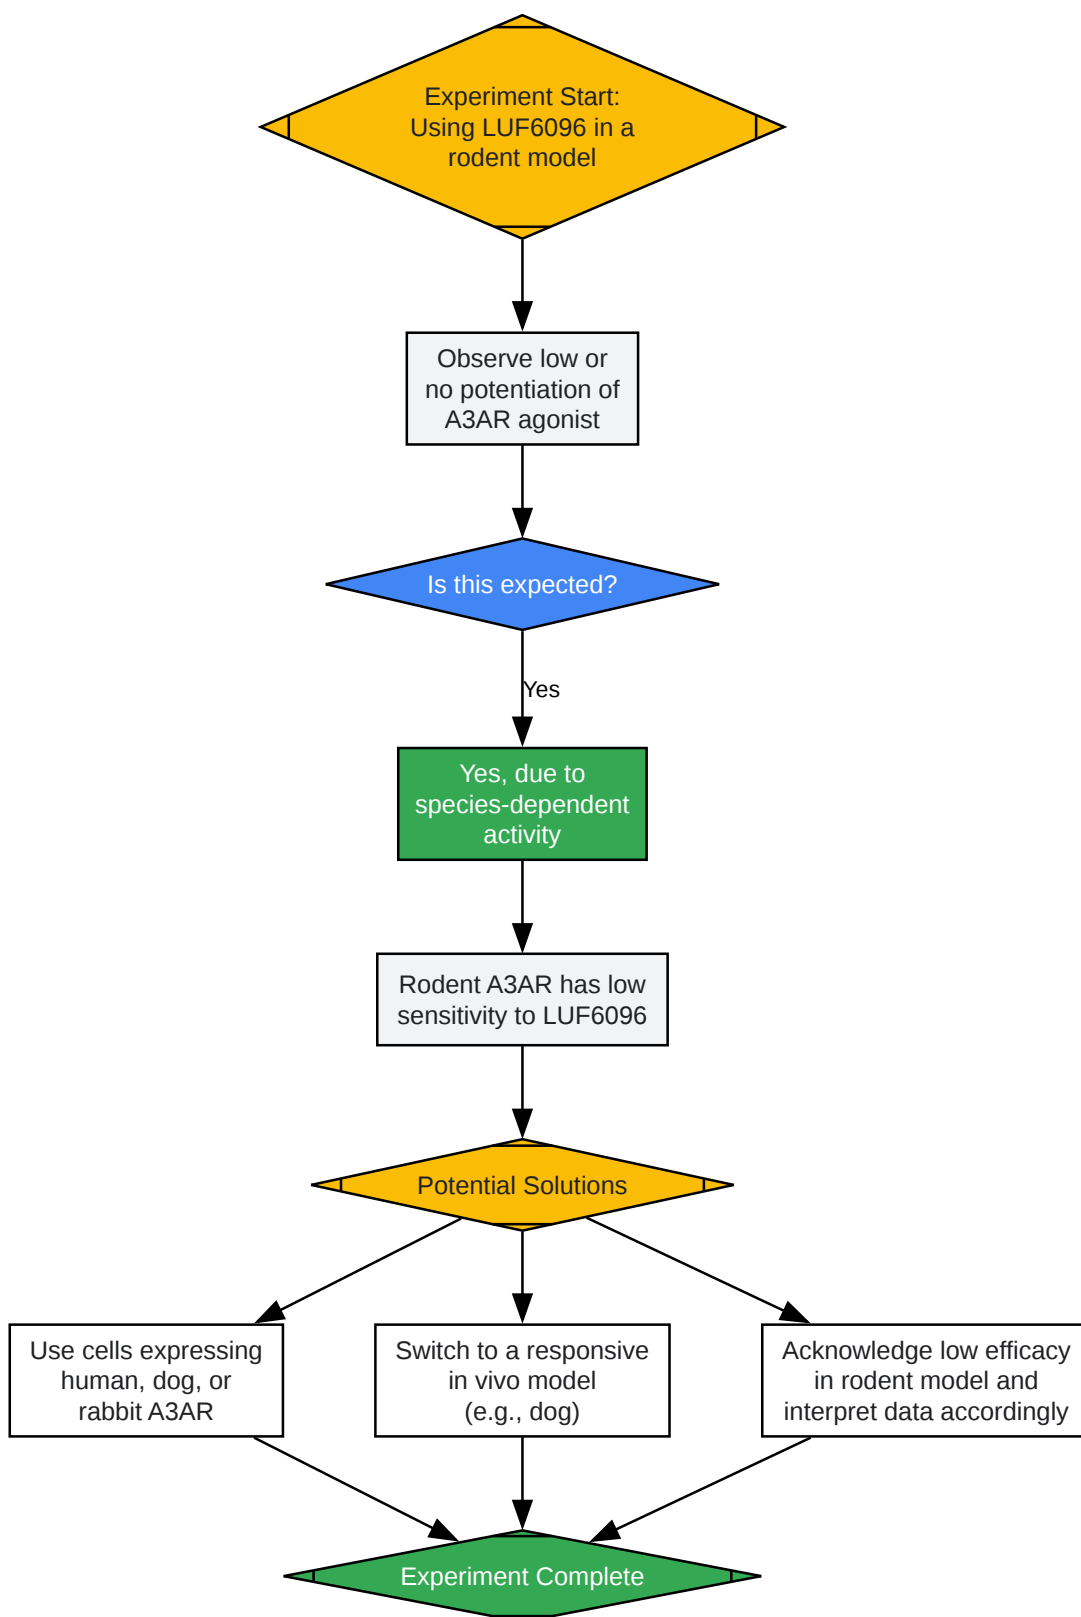 Experiment Start:
Using LUF6096 in a
rodent model
Observe low or
no potentiation of
A3AR agonist
Is this expected?
Yes
Yes, due to
species-dependent
activity
Rodent A3AR has low
sensitivity to LUF6096
Potential Solutions
Use cells expressing
human, dog, or
rabbit A3AR
Switch to a responsive
in vivo model
(e.g., dog)
Acknowledge low efficacy
in rodent model and
interpret data accordingly
Experiment Complete